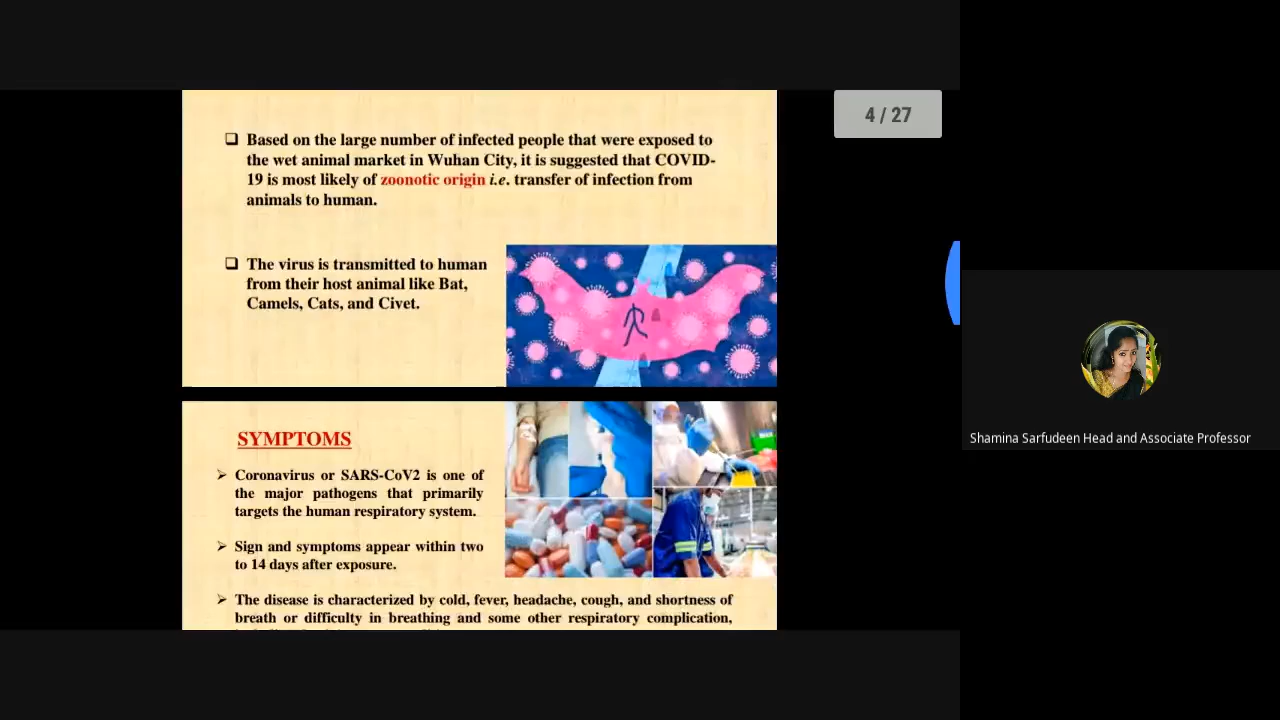 4 / 27
❑ Based on the large number of infected people that were exposed to
the wet animal market in Wuhan City, it is suggested that COVID-
19 is most likely of zoonotic origin i.e. transfer of infection from
animals to human.
❑ The virus is transmitted to human
from their host animal like Bat,
Camels, Cats, and Civet.
SYMPTOMS
➢ Coronavirus or SARS-CoV2 is one of
the major pathogens that primarily
targets the human respiratory system.
➢ Sign and symptoms appear within two
to 14 days after exposure.
➢ The disease is characterized by cold, fever, headache, cough, and shortness of
breath or difficulty in breathing and some other respiratory complication,
Shamina Sarfudeen Head and Associate Professor